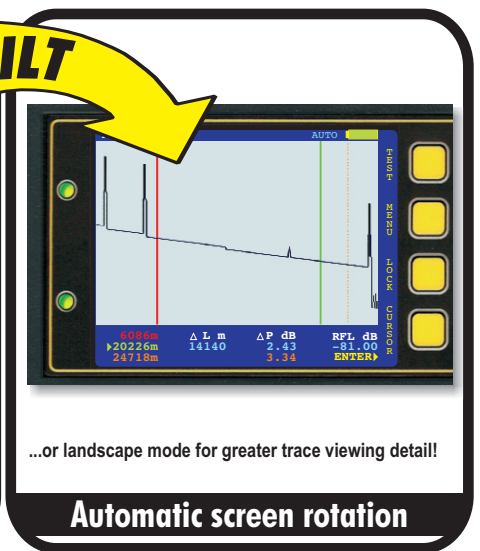 ILT
AUTO
TEST
MENU
LOCK
CURSOR
6086m Δ L m ΔP dB RFL dB
20226m 14140 2.43 -81.00
24718m 3.34 ENTER
...or landscape mode for greater trace viewing detail!
Automatic screen rotation